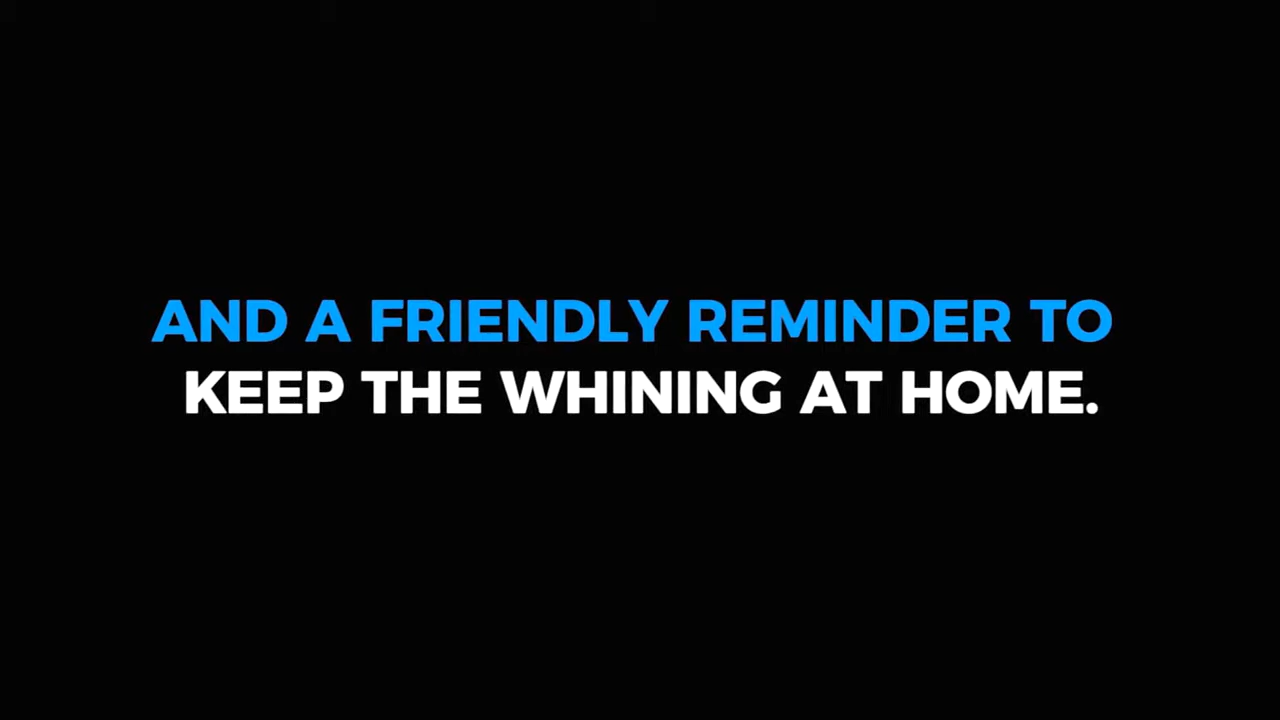 AND A FRIENDLY REMINDER TO
KEEP THE WHINING AT HOME.